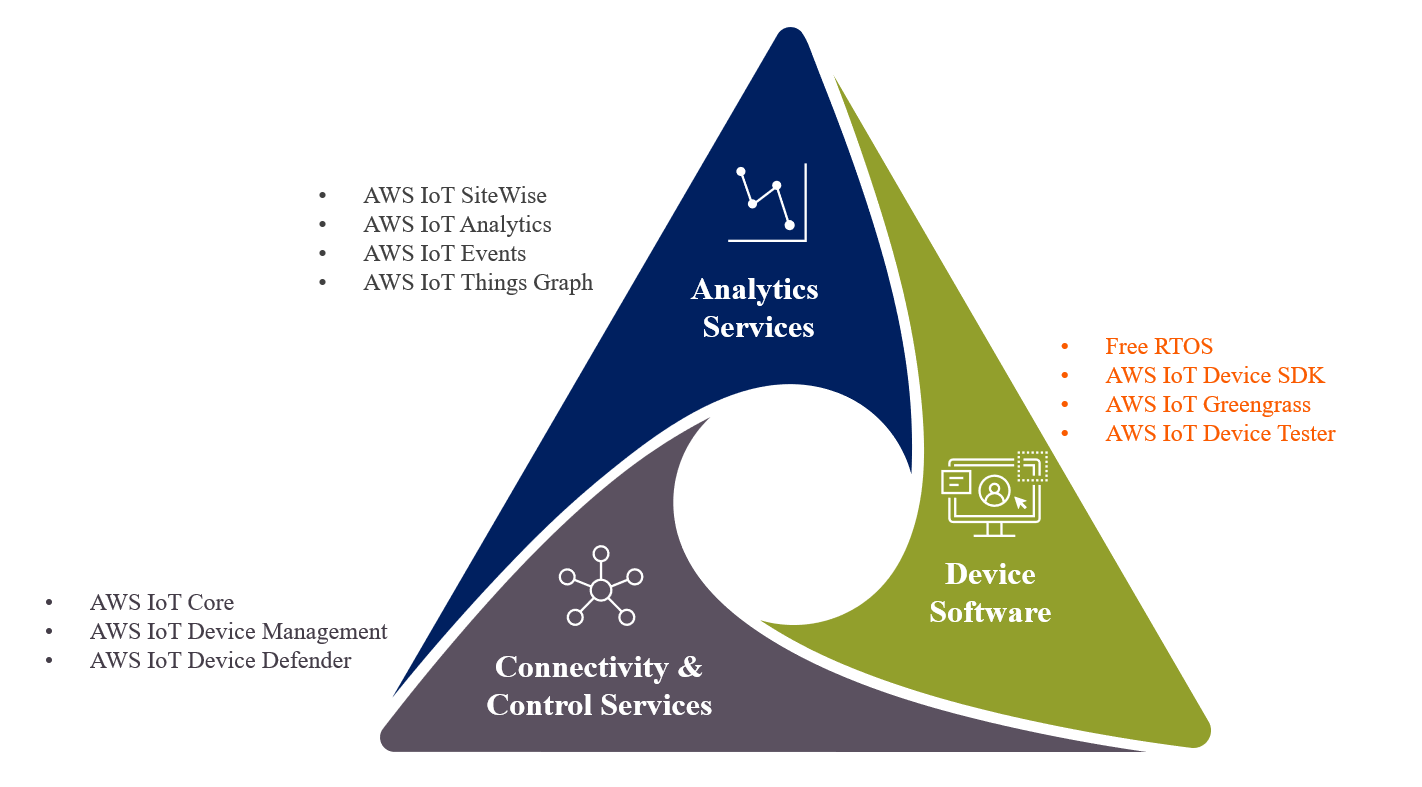 Analytics
Services
• AWS IoT SiteWise
• AWS IoT Analytics
• AWS IoT Events
• AWS IoT Things Graph
Device
Software
• Free RTOS
• AWS IoT Device SDK
• AWS IoT Greengrass
• AWS IoT Device Tester
Connectivity &
Control Services
• AWS IoT Core
• AWS IoT Device Management
• AWS IoT Device Defender